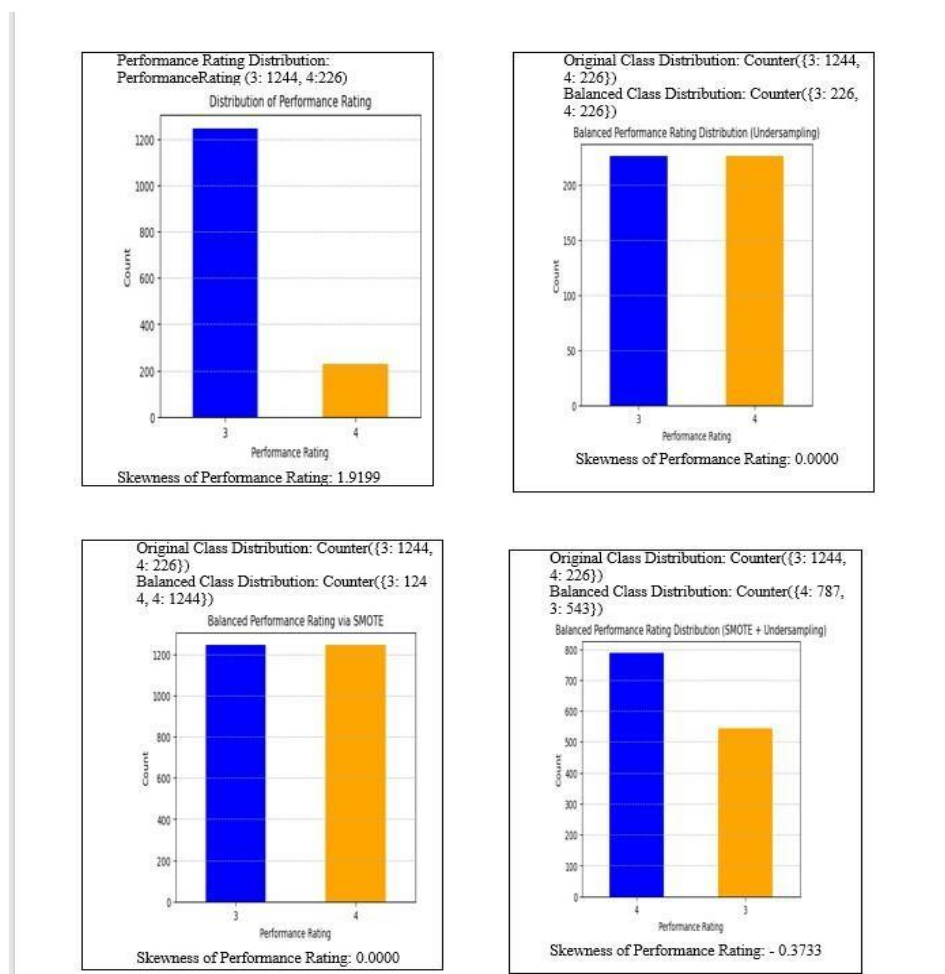 Performance Rating Distribution:
PerformanceRating (3: 1244, 4:226)
Distribution of Performance Rating
1200
1000
800
600
400
200
0
Count
3 4
Performance Rating
Skewness of Performance Rating: 1.9199
Original Class Distribution: Counter({3: 1244,
4: 226})
Balanced Class Distribution: Counter({3: 226,
4: 226})
Balanced Performance Rating Distribution (Undersampling)
200
150
100
50
0
Count
3 4
Performance Rating
Skewness of Performance Rating: 0.0000
Original Class Distribution: Counter({3: 1244,
4: 226})
Balanced Class Distribution: Counter({3: 124
4, 4: 1244})
Balanced Performance Rating via SMOTE
1200
1000
800
600
400
200
0
Count
3 4
Performance Rating
Skewness of Performance Rating: 0.0000
Original Class Distribution: Counter({3: 1244,
4: 226})
Balanced Class Distribution: Counter({4: 787,
3: 543})
Balanced Performance Rating Distribution (SMOTE + Undersampling)
800
700
600
500
400
300
200
100
0
Count
4 3
Performance Rating
Skewness of Performance Rating: - 0.3733